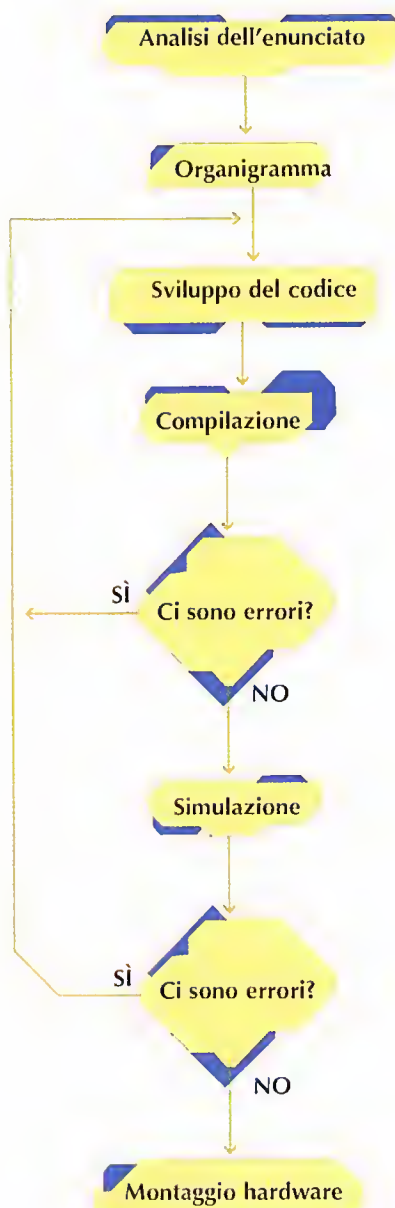 Analisi dell'enunciato
Organigramma
Sviluppo del codice
Compilazione
SÌ
Ci sono errori?
NO
Simulazione
SÌ
Ci sono errori?
NO
Montaggio hardware